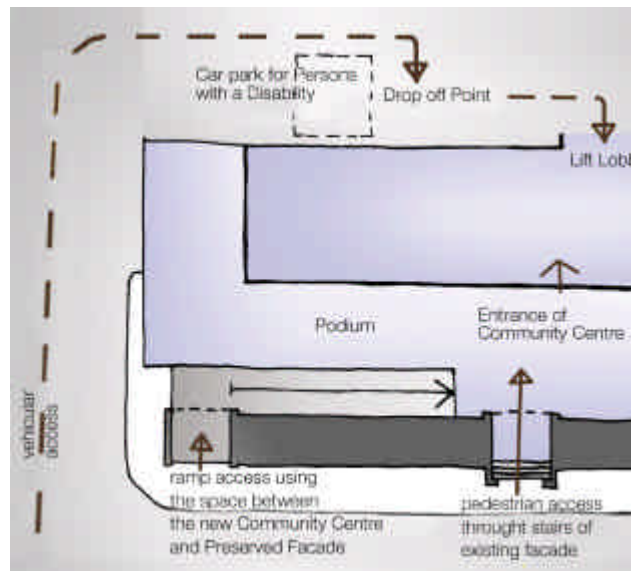 Car park for Persons
with a Disability
Drop off Point
Lift Lobb
Entrance of
Community Centre
Podium
vehicular
access
ramp access using
the space between
the new Community Centre
and Preserved Facade
pedestrian access
throught stairs of
existing facade